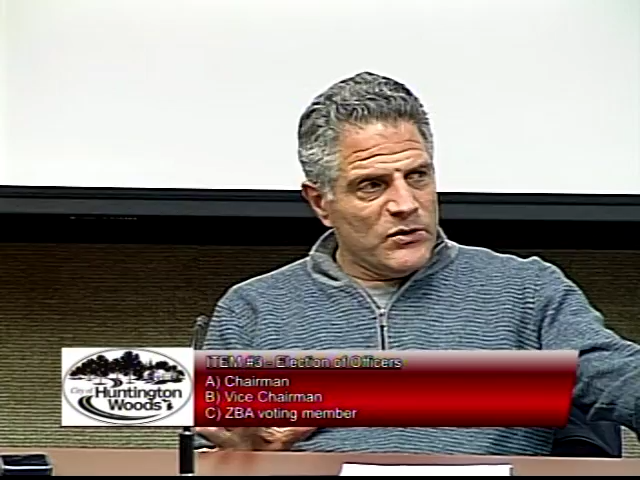 City of
Huntington
Woods
ITEM #3 - Election of Officers
A) Chairman
B) Vice Chairman
C) ZBA voting member